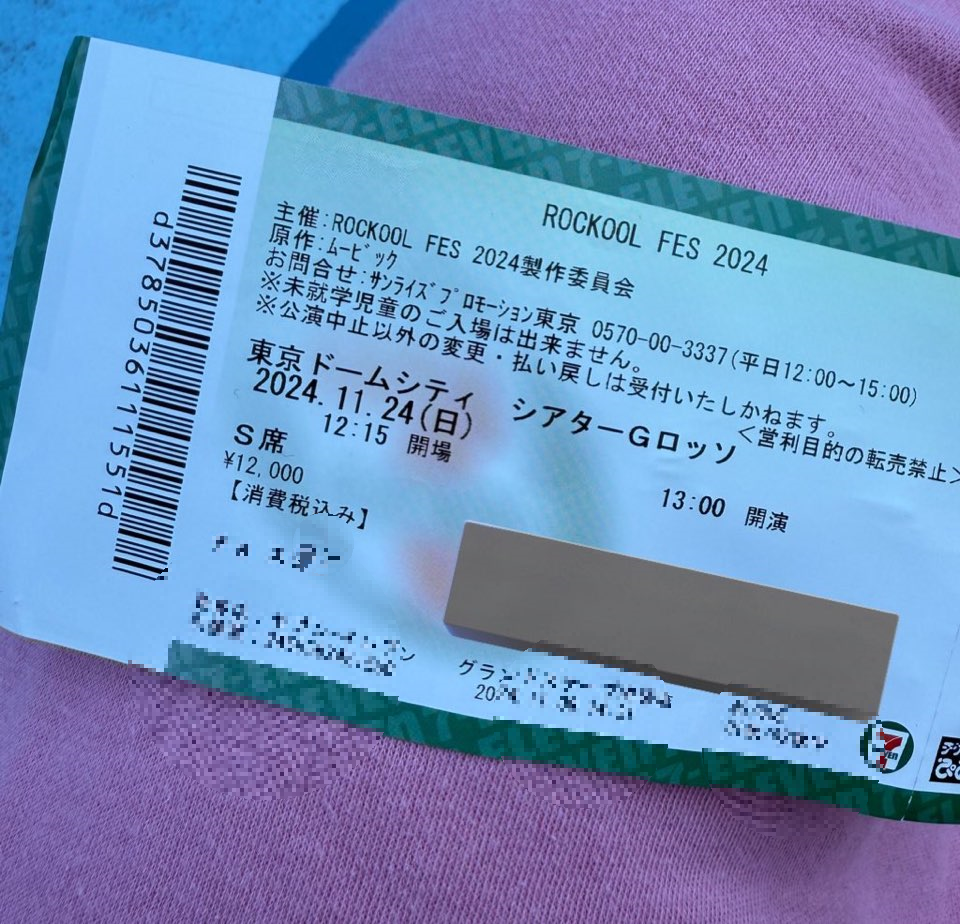 ROCKOOL FES 2024
主催:ROCKOOL FES 2024製作委員会
原作:ムービック
お問合せ:サンライズプロモーション東京 0570-00-3337(平日12:00~15:00)
※未就学児童のご入場は出来ません。
※公演中止以外の変更・払い戻しは受付いたしかねます。
<営利目的の転売禁止>
東京ドームシティ シアターGロッソ
2024.11.24(日)
12:15 開場 13:00 開演
S席
¥12,000
【消費税込み】
d3785036111551d
7